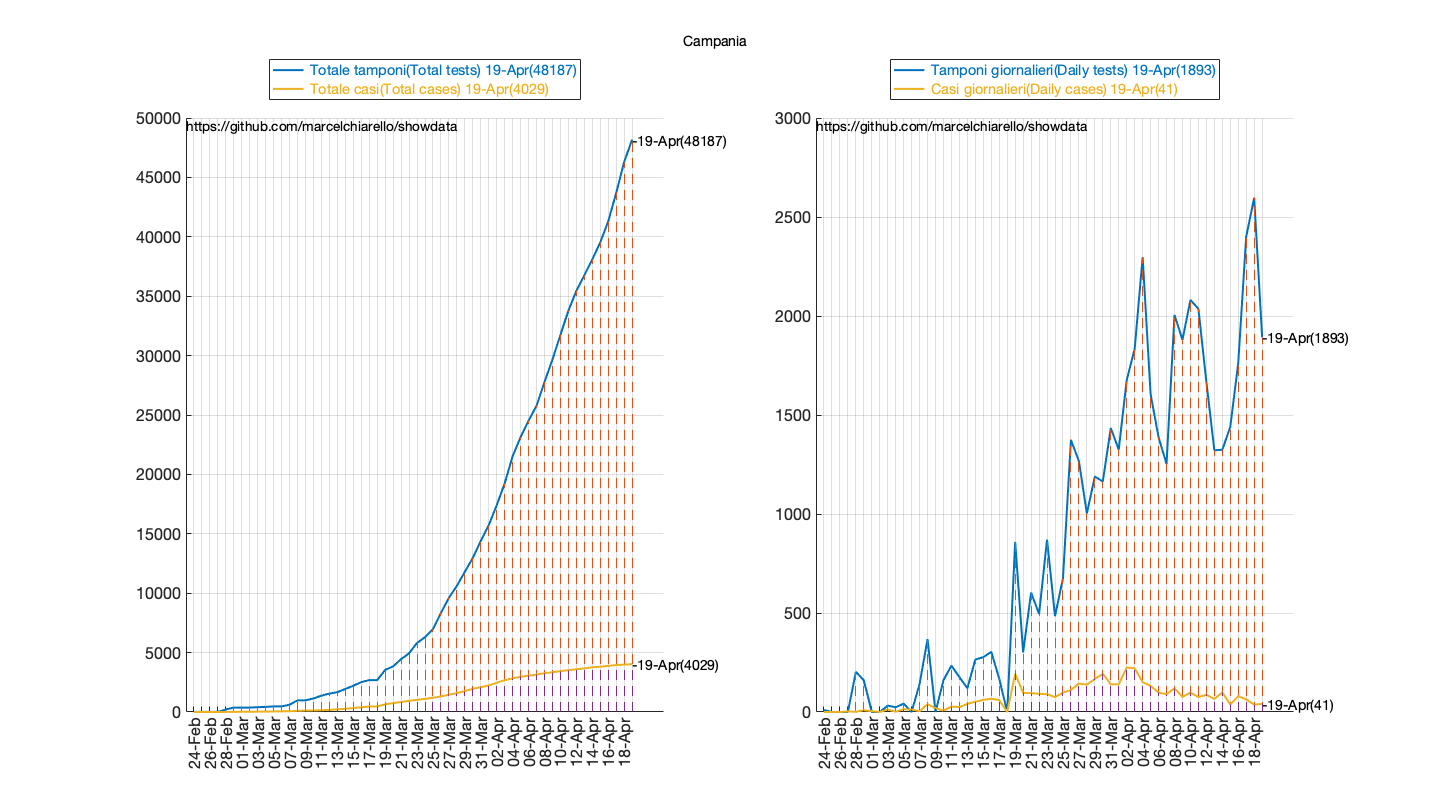 Campania
Totale tamponi(Total tests) 19-Apr(48187)
Totale casi(Total cases) 19-Apr(4029)
https://github.com/marcelchiarello/showdata
50000
45000
40000
35000
30000
25000
20000
15000
10000
5000
0
19-Apr(48187)
19-Apr(4029)
24-Feb
26-Feb
28-Feb
01-Mar
03-Mar
05-Mar
07-Mar
09-Mar
11-Mar
13-Mar
15-Mar
17-Mar
19-Mar
21-Mar
23-Mar
25-Mar
27-Mar
29-Mar
31-Mar
02-Apr
04-Apr
06-Apr
08-Apr
10-Apr
12-Apr
14-Apr
16-Apr
18-Apr
Tamponi giornalieri(Daily tests) 19-Apr(1893)
Casi giornalieri(Daily cases) 19-Apr(41)
https://github.com/marcelchiarello/showdata
3000
2500
2000
1500
1000
500
0
19-Apr(1893)
19-Apr(41)
24-Feb
26-Feb
28-Feb
01-Mar
03-Mar
05-Mar
07-Mar
09-Mar
11-Mar
13-Mar
15-Mar
17-Mar
19-Mar
21-Mar
23-Mar
25-Mar
27-Mar
29-Mar
31-Mar
02-Apr
04-Apr
06-Apr
08-Apr
10-Apr
12-Apr
14-Apr
16-Apr
18-Apr